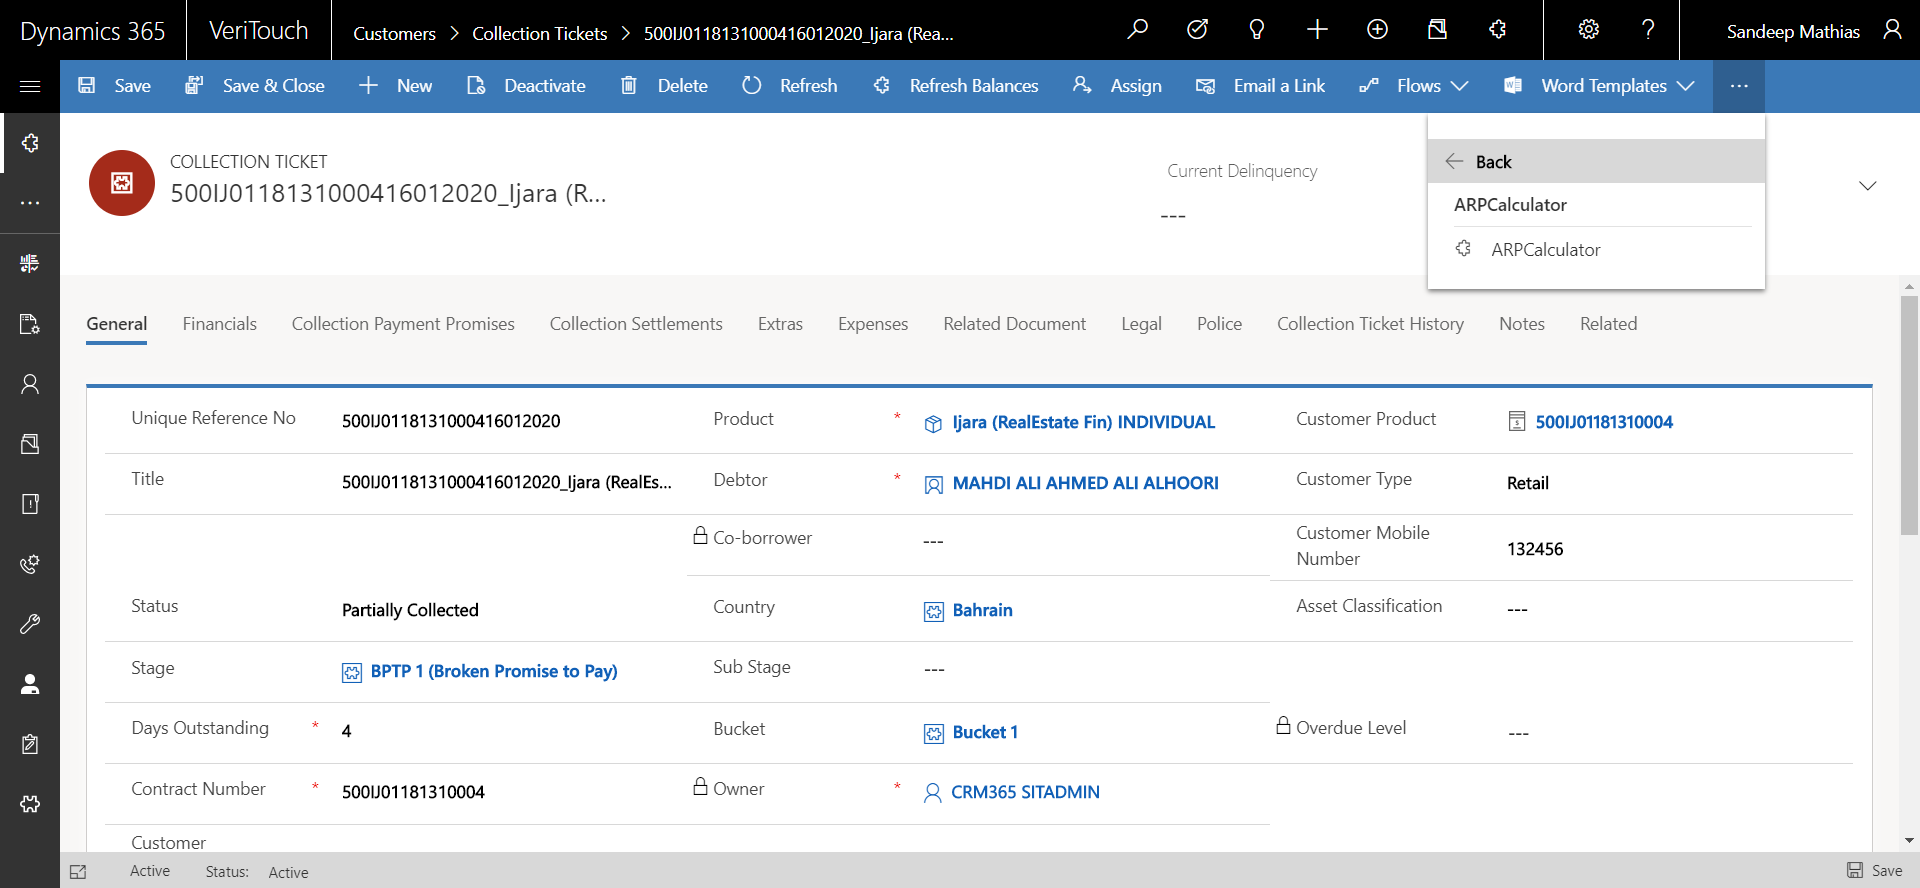 Dynamics 365
VeriTouch
Customers > Collection Tickets > 500IJ0118131000416012020_Ijara (Rea...
?
Sandeep Mathias
Save
Save & Close
New
Deactivate
Delete
Refresh
Refresh Balances
Assign
Email a Link
Flows
Word Templates
...
COLLECTION TICKET
500IJ0118131000416012020_Ijara (R...
Current Delinquency
---
Back
ARPCalculator
ARPCalculator
General
Financials
Collection Payment Promises
Collection Settlements
Extras
Expenses
Related Document
Legal
Police
Collection Ticket History
Notes
Related
Unique Reference No
500IJ0118131000416012020
Product *
Ijara (RealEstate Fin) INDIVIDUAL
Customer Product
500IJ01181310004
Title
500IJ0118131000416012020_Ijara (RealEs...
Debtor *
MAHDI ALI AHMED ALI ALHOORI
Customer Type
Retail
Co-borrower
---
Customer Mobile
Number
132456
Status
Partially Collected
Country
Bahrain
Asset Classification
---
Stage
BPTP 1 (Broken Promise to Pay)
Sub Stage
---
Days Outstanding *
4
Bucket
Bucket 1
Overdue Level
---
Contract Number *
500IJ01181310004
Owner *
CRM365 SITADMIN
Customer
Active
Status: Active
Save